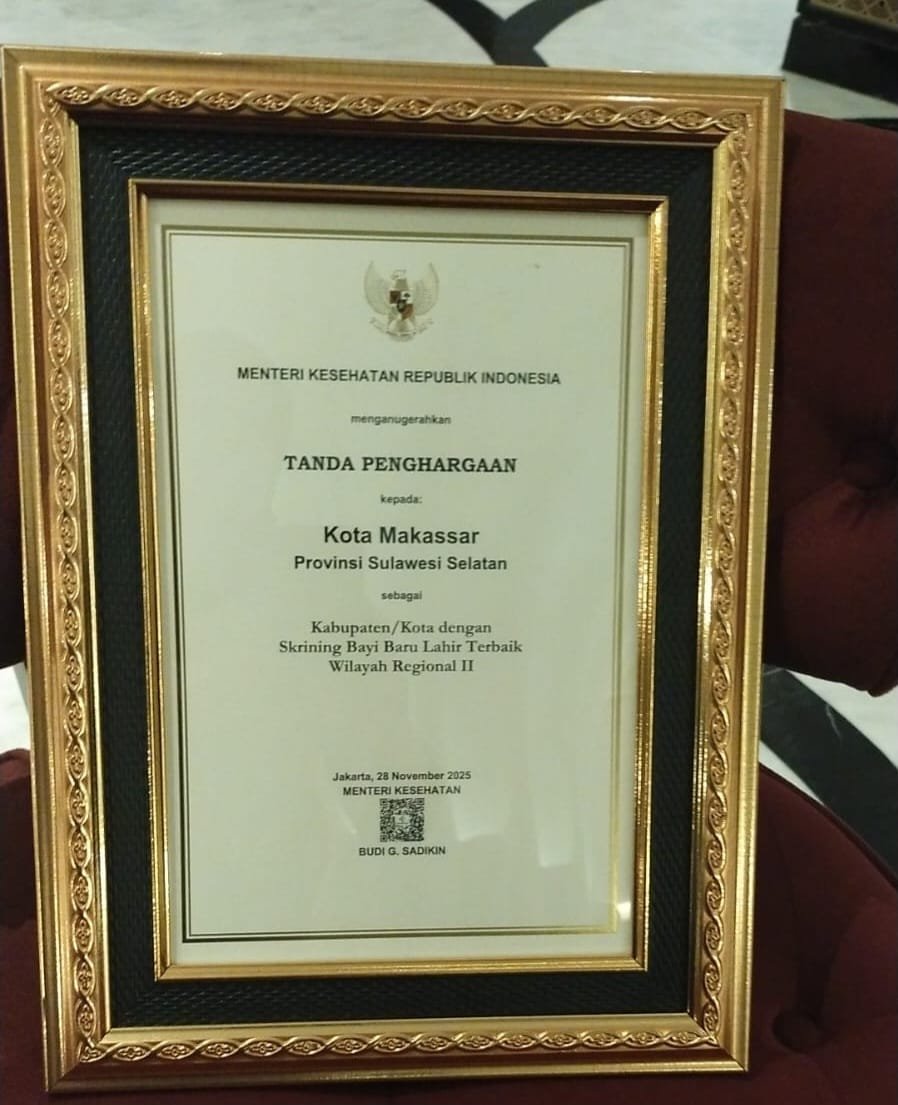 MENTERI KESEHATAN REPUBLIK INDONESIA
menganugerahkan
TANDA PENGHARGAAN
kepada:
Kota Makassar
Provinsi Sulawesi Selatan
sebagai
Kabupaten/Kota dengan
Skrining Bayi Baru Lahir Terbaik
Wilayah Regional II
Jakarta, 28 November 2025
MENTERI KESEHATAN
BUDI G. SADIKIN